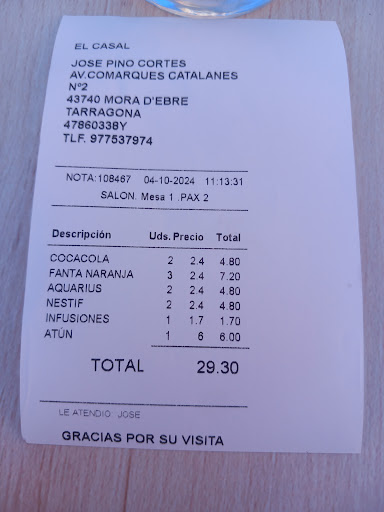 EL CASAL
JOSE PINO CORTES
AV.COMARQUES CATALANES
Nº2
43740 MORA D'EBRE
TARRAGONA
47860338Y
TLF. 977537974
NOTA:108467 04-10-2024 11:13:31
SALON. Mesa 1 .PAX 2
Descripción Uds. Precio Total
COCACOLA 2 2.4 4.80
FANTA NARANJA 3 2.4 7.20
AQUARIUS 2 2.4 4.80
NESTIF 2 2.4 4.80
INFUSIONES 1 1.7 1.70
ATÚN 1 6 6.00
TOTAL 29.30
LE ATENDIO: JOSE
GRACIAS POR SU VISITA